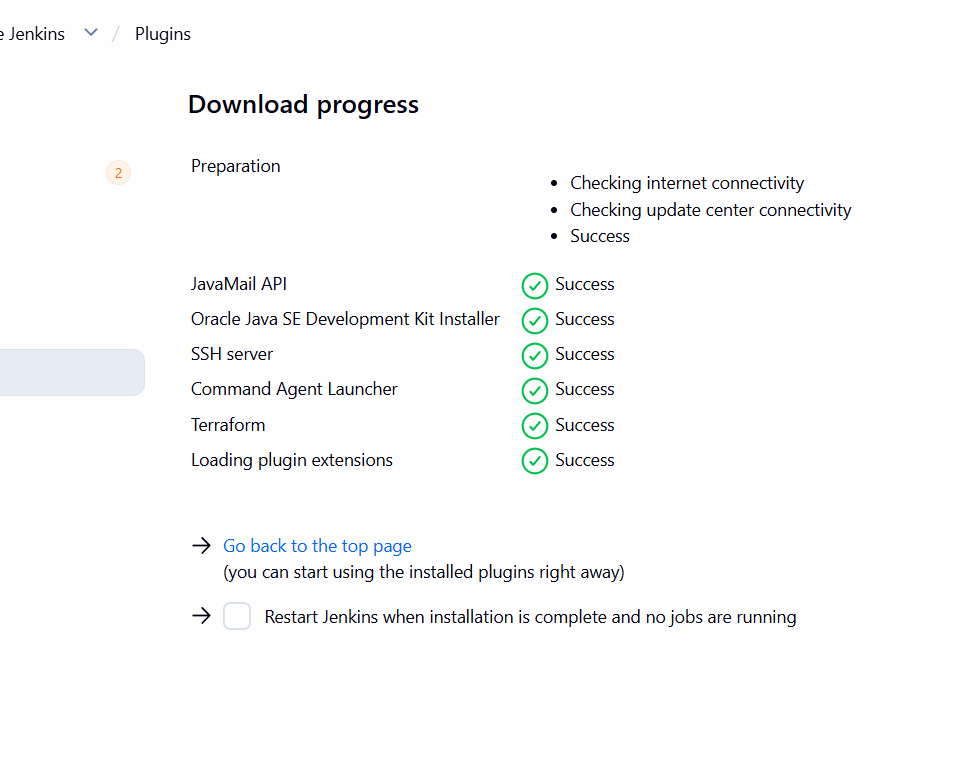 e Jenkins / Plugins
Download progress
2
Preparation
Checking internet connectivity
Checking update center connectivity
Success
JavaMail API Success
Oracle Java SE Development Kit Installer Success
SSH server Success
Command Agent Launcher Success
Terraform Success
Loading plugin extensions Success
Go back to the top page
(you can start using the installed plugins right away)
Restart Jenkins when installation is complete and no jobs are running